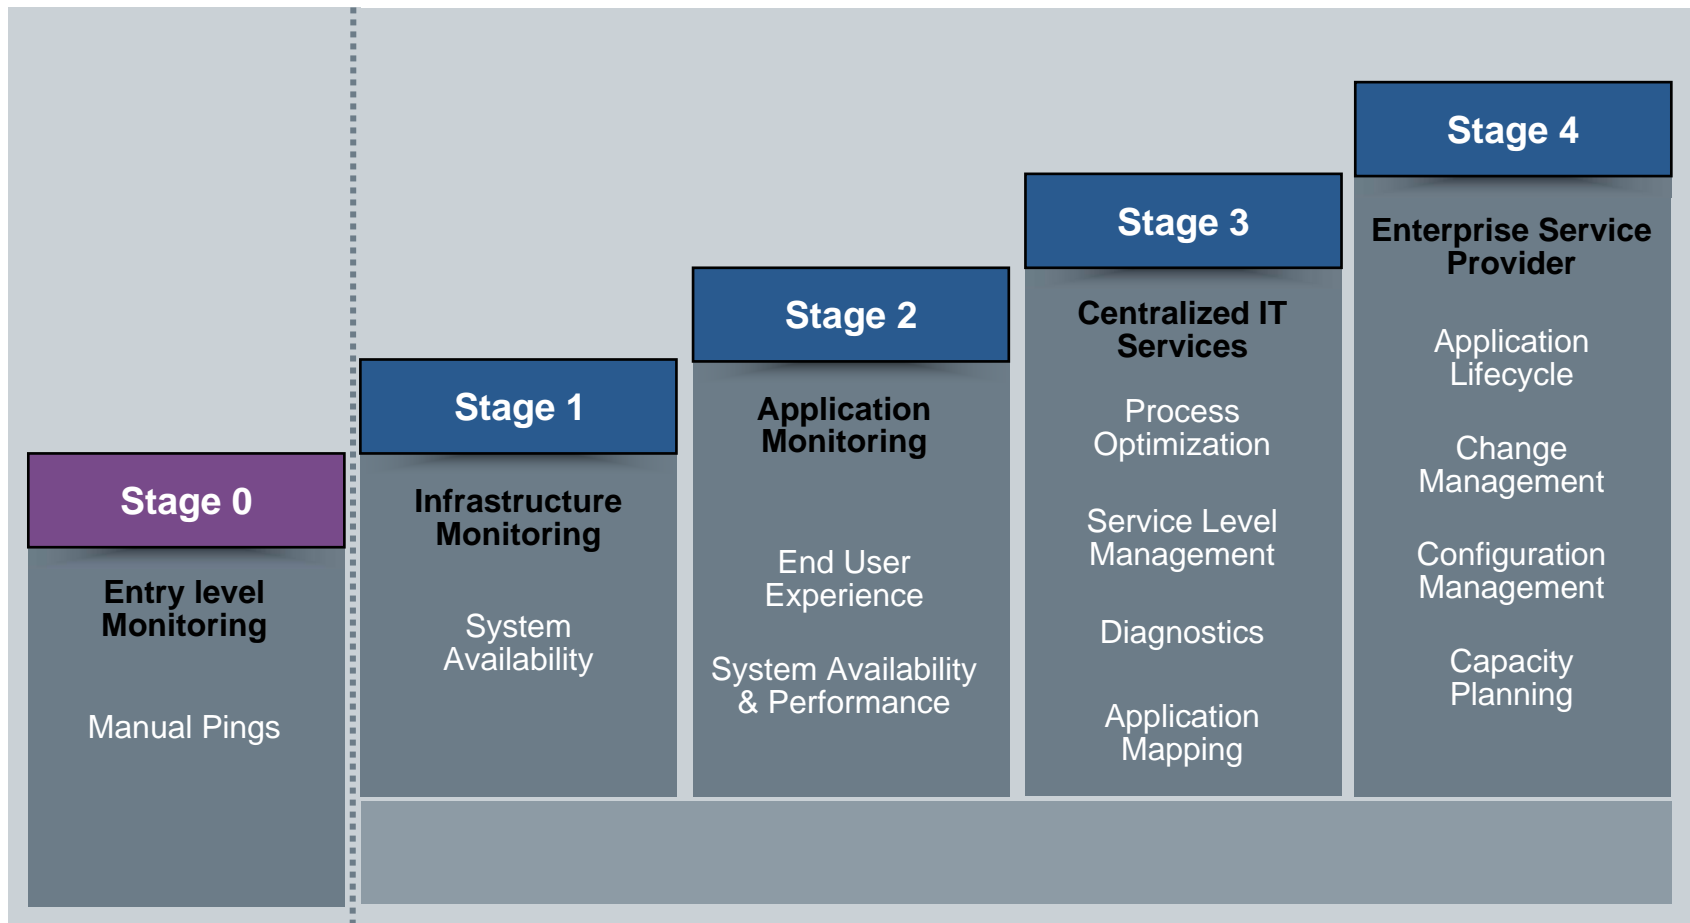 Stage 0
Entry level
Monitoring
Manual Pings
Stage 1
Infrastructure
Monitoring
System
Availability
Stage 2
Application
Monitoring
End User
Experience
System Availability
& Performance
Stage 3
Centralized IT
Services
Process
Optimization
Service Level
Management
Diagnostics
Application
Mapping
Stage 4
Enterprise Service
Provider
Application
Lifecycle
Change
Management
Configuration
Management
Capacity
Planning